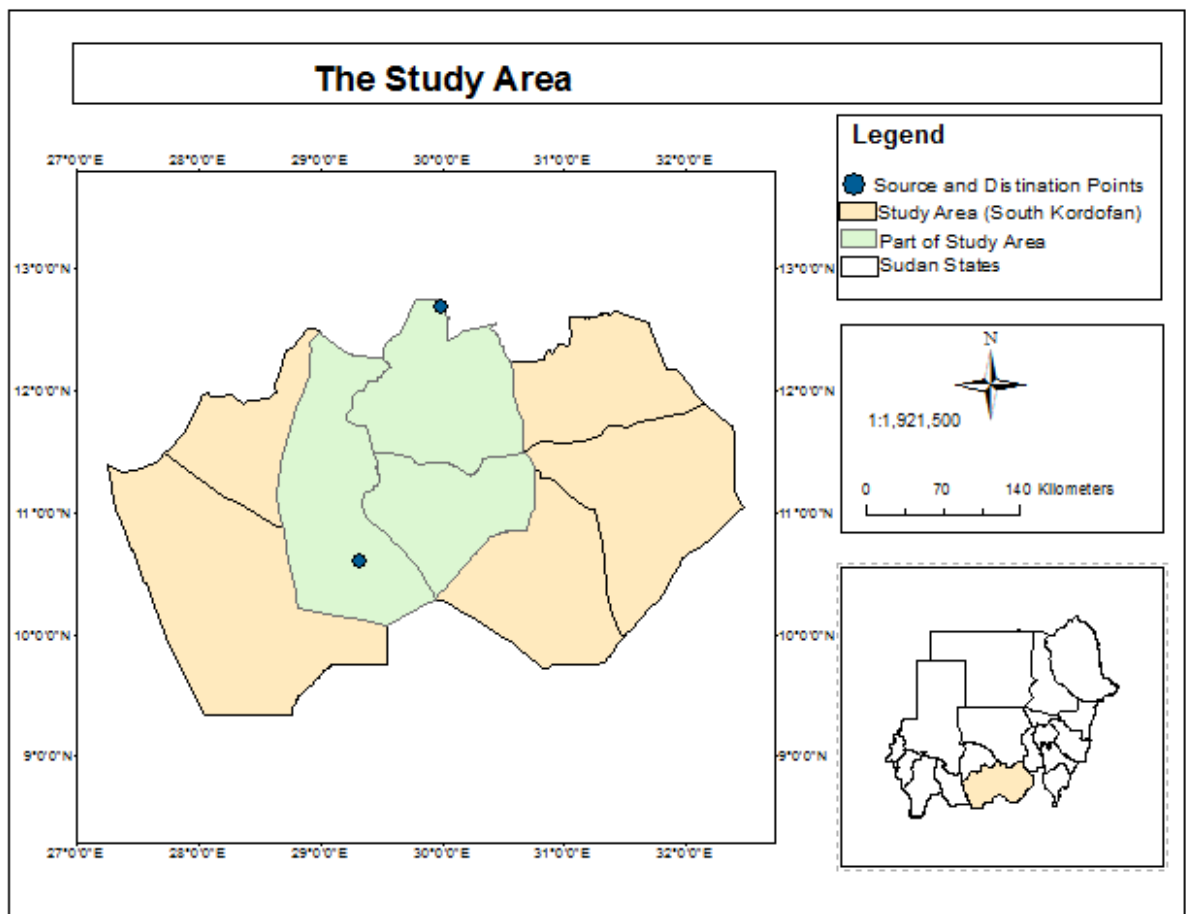 The Study Area
Legend
Source and Distination Points
Study Area (South Kordofan)
Part of Study Area
Sudan States
27°0'0"E 28°0'0"E 29°0'0"E 30°0'0"E 31°0'0"E 32°0'0"E
13°0'0"N 13°0'0"N
12°0'0"N 12°0'0"N
11°0'0"N 11°0'0"N
10°0'0"N 10°0'0"N
9°0'0"N 9°0'0"N
27°0'0"E 28°0'0"E 29°0'0"E 30°0'0"E 31°0'0"E 32°0'0"E
N
1:1,921,500
0 70 140 Kilometers